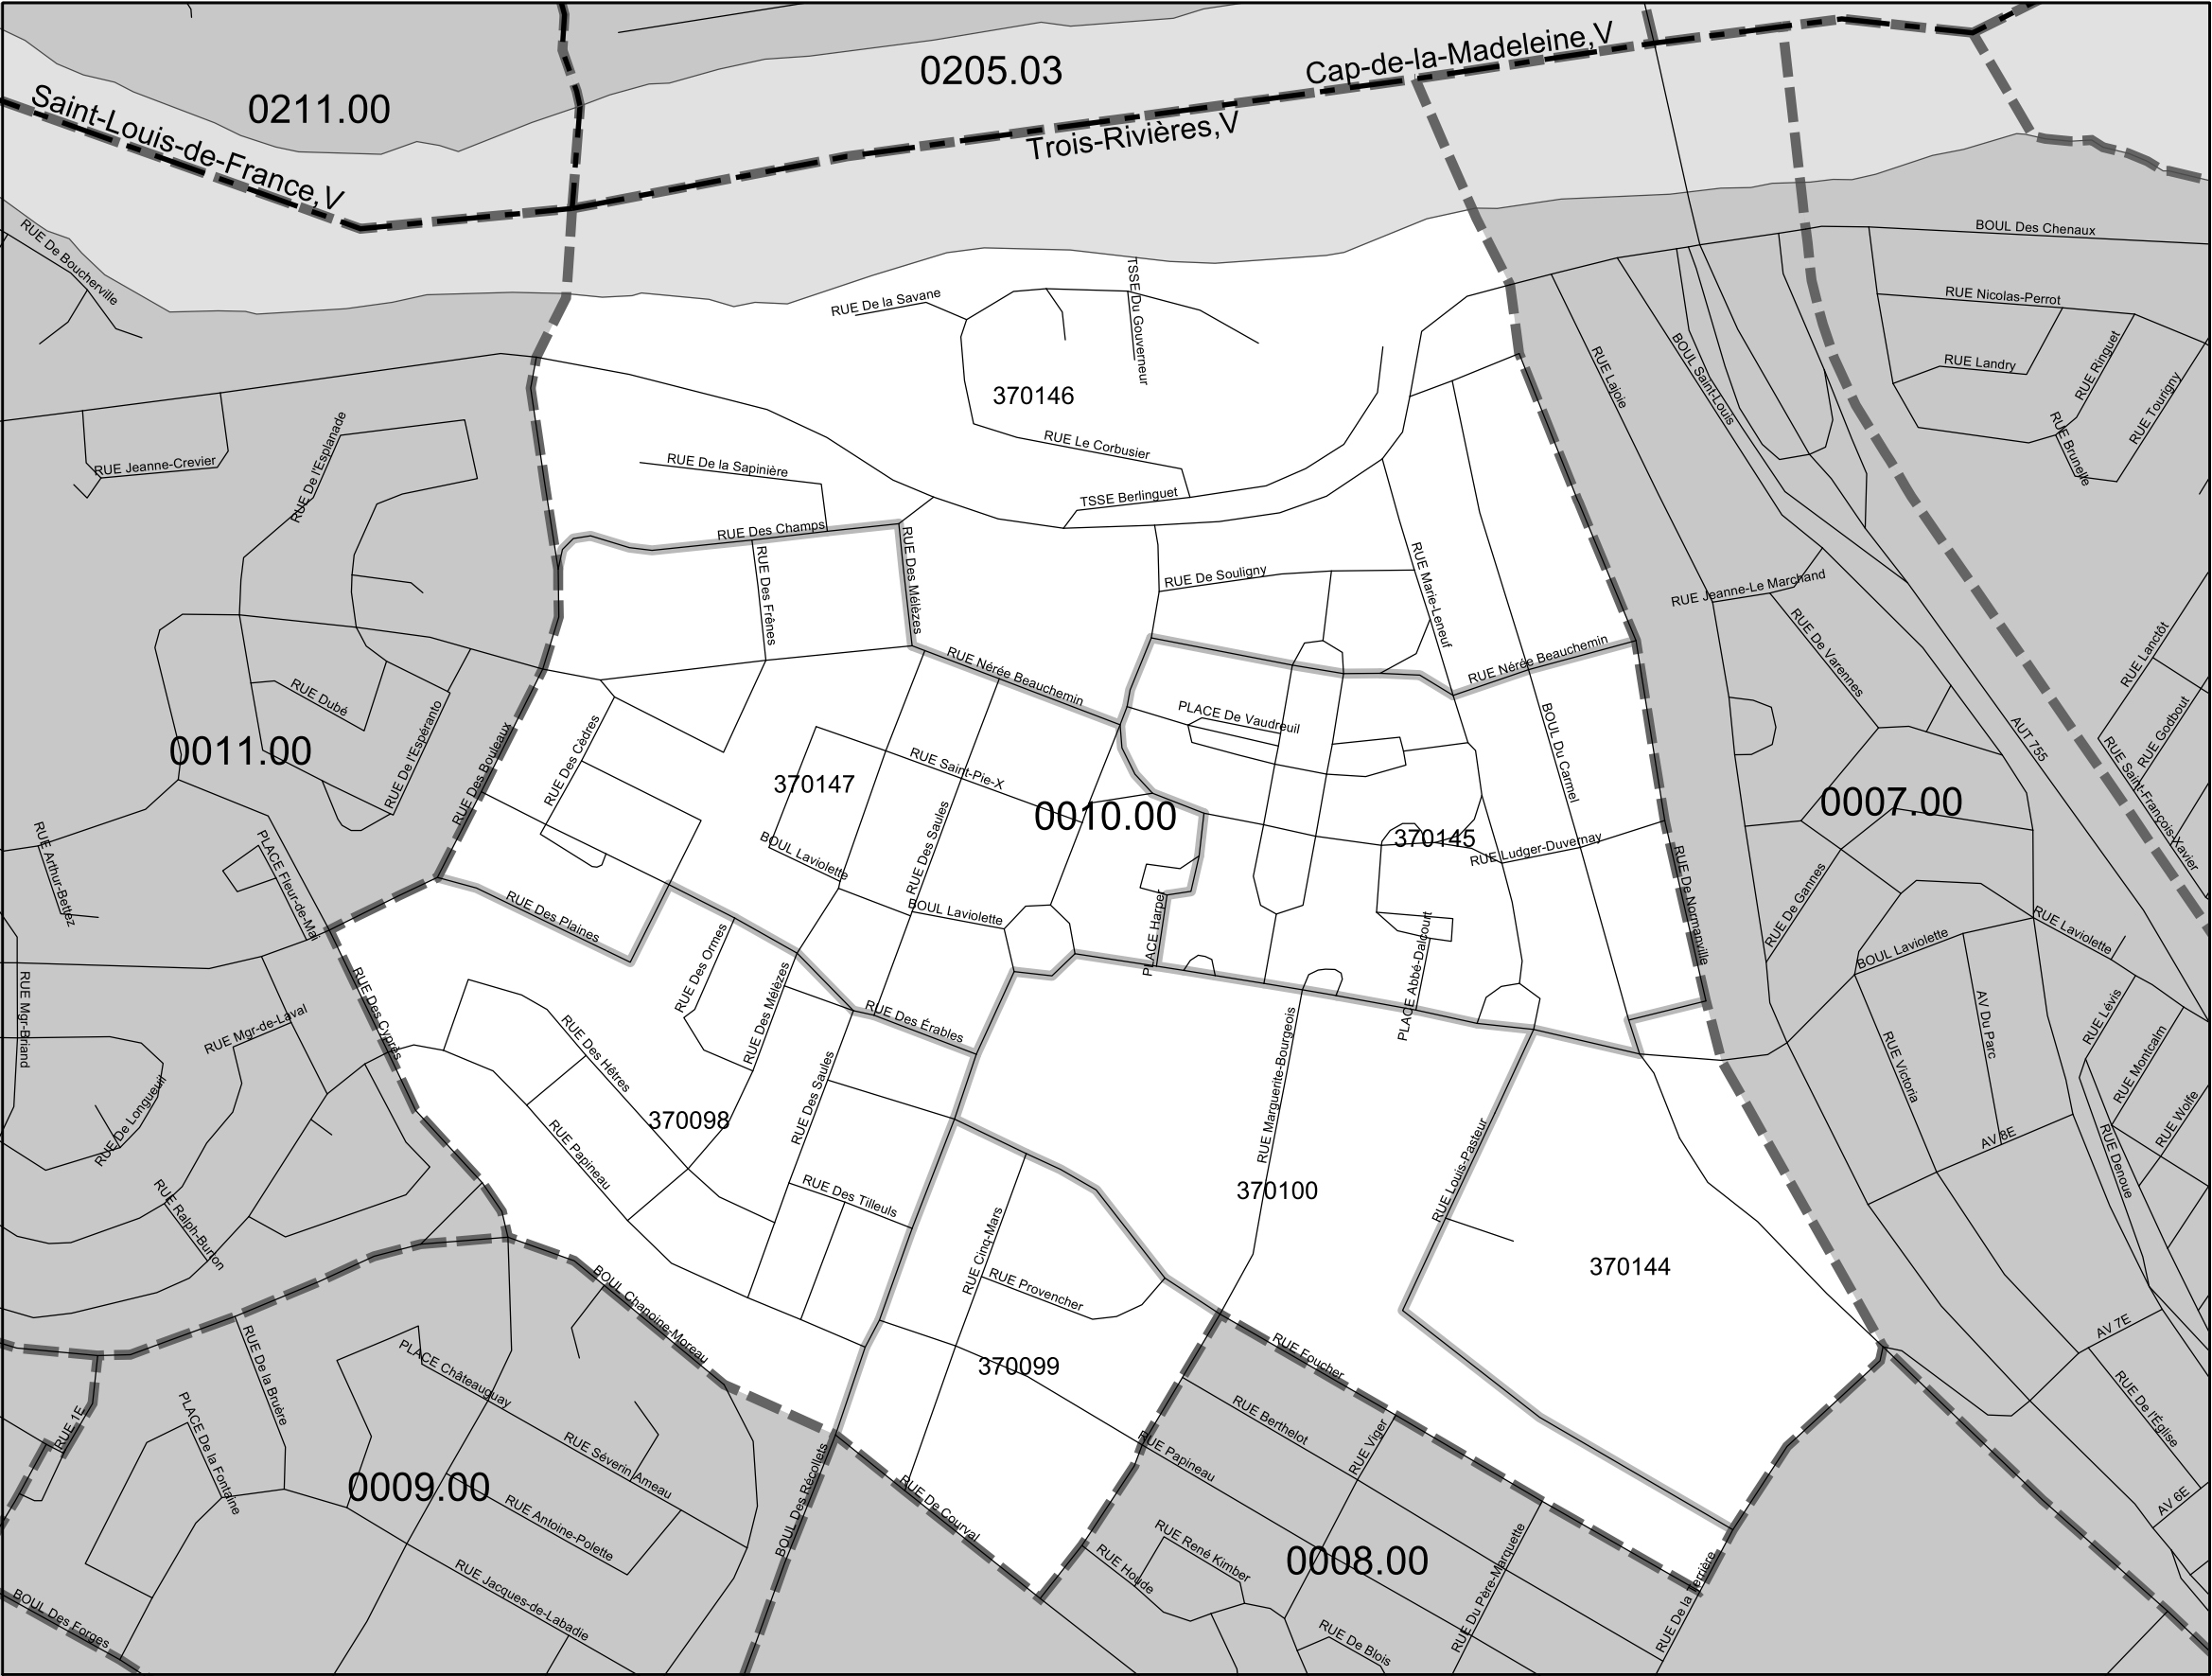 0205.03
Cap-de-la-Madeleine,V
0211.00
Saint-Louis-de-France,V
Trois-Rivières,V
BOUL Des Chenaux
RUE De Boucherville
RUE De la Savane
TSSE Du Gouverneur
RUE Nicolas-Perrot
RUE Landry
RUE Ringuet
RUE Tourigny
RUE Brunelle
RUE Lajoie
BOUL Saint-Louis
370146
RUE Le Corbusier
TSSE Berlinguet
RUE Jeanne-Crevier
RUE De l'Esplanade
RUE De la Sapinière
RUE Des Champs
RUE Des Frênes
RUE Des Mélèzes
RUE De Souligny
RUE Marie-Leneuf
RUE Jeanne-Le Marchand
RUE De Varennes
RUE Nérée Beauchemin
RUE Nérée Beauchemin
RUE Lanctôt
RUE Godbout
RUE Saint-François-Xavier
AUT 755
RUE Dubé
RUE De l'Espéranto
0011.00
RUE Des Bouleaux
RUE Des Cèdres
370147
RUE Saint-Pie-X
RUE Des Saules
BOUL Laviolette
BOUL Laviolette
0010.00
PLACE De Vaudreuil
BOUL Du Carmel
370145
RUE Ludger-Duvernay
RUE De Normanville
0007.00
RUE De Gannes
RUE Laviolette
BOUL Laviolette
RUE Arthur-Bettez
PLACE Fleur-de-Mai
RUE Des Plaines
RUE Des Ormes
RUE Des Mélèzes
RUE Des Érables
PLACE Harper
PLACE Abbé-Dalcourt
RUE Mgr-Briand
RUE Mgr-de-Laval
RUE Des Cyprès
RUE De Longueuil
RUE Ralph-Burton
RUE Des Hêtres
RUE Papineau
370098
RUE Des Saules
RUE Des Tilleuls
RUE Marguerite-Bourgeois
370100
RUE Louis-Pasteur
370144
AV Du Parc
RUE Victoria
AV 8E
RUE Lévis
RUE Montcalm
RUE Wolfe
RUE Denoue
AV 7E
RUE De l'Église
AV 6E
RUE Cinq-Mars
RUE Provencher
370099
BOUL Chanoine-Moreau
RUE Foucher
RUE Berthelot
RUE Viger
RUE Papineau
RUE De Courval
RUE 1E
RUE De la Bruère
PLACE De la Fontaine
PLACE Châteauguay
RUE Séverin Ameau
RUE Antoine-Polette
0009.00
RUE Jacques-de-Labadie
BOUL Des Récollets
BOUL Des Forges
RUE Houde
RUE René Kimber
0008.00
RUE De Blois
RUE Du Père-Marquette
RUE De la Terrière